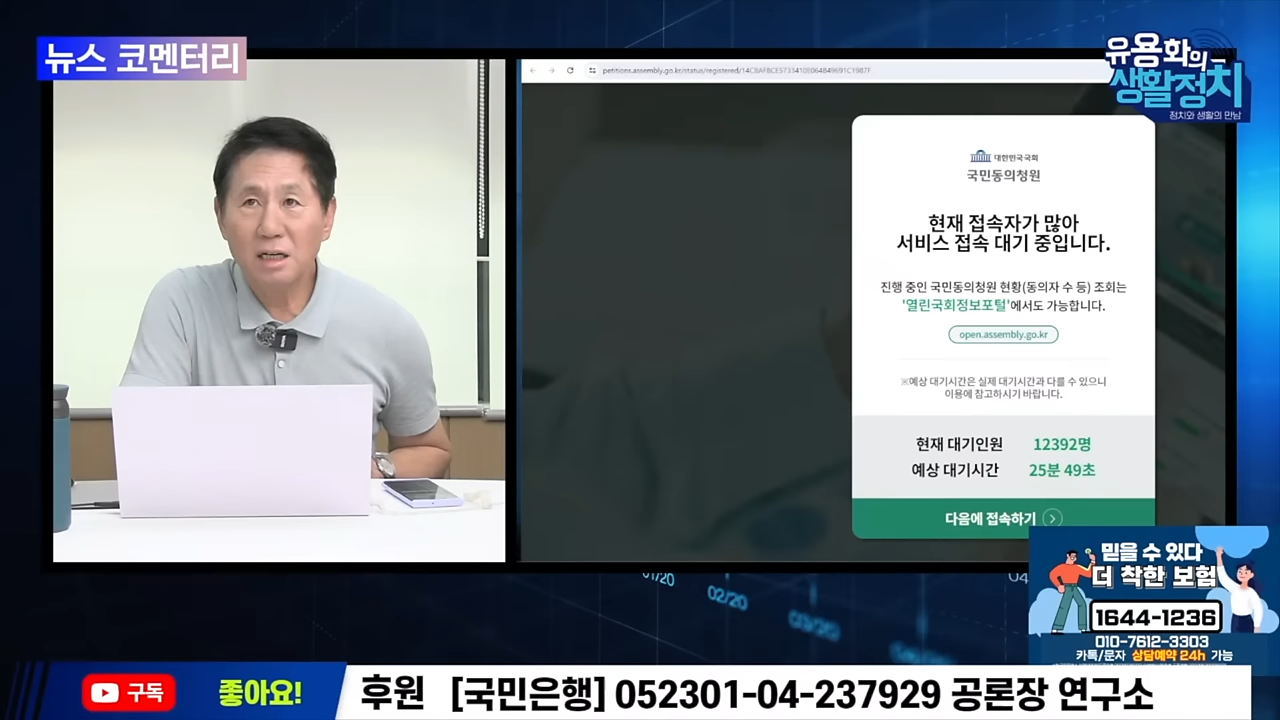 뉴스 코멘터리
유용화의
생활정치
정치와 생활의 만남
대한민국국회
국민동의청원
현재 접속자가 많아
서비스 접속 대기 중입니다.
진행 중인 국민동의청원 현황(동의자 수 등) 조회는
'열린국회정보포털'에서도 가능합니다.
open.assembly.go.kr
※예상 대기시간은 실제 대기시간과 다를 수 있으니
이용에 참고하시기 바랍니다.
현재 대기인원 12392명
예상 대기시간 25분 49초
다음에 접속하기
01/20
02/20
03/20
04
믿을 수 있다
더 착한 보험
1644-1236
010-7612-3303
카톡/문자 상담예약 24h 가능
구독
좋아요!
후원 [국민은행] 052301-04-237929 공론장 연구소